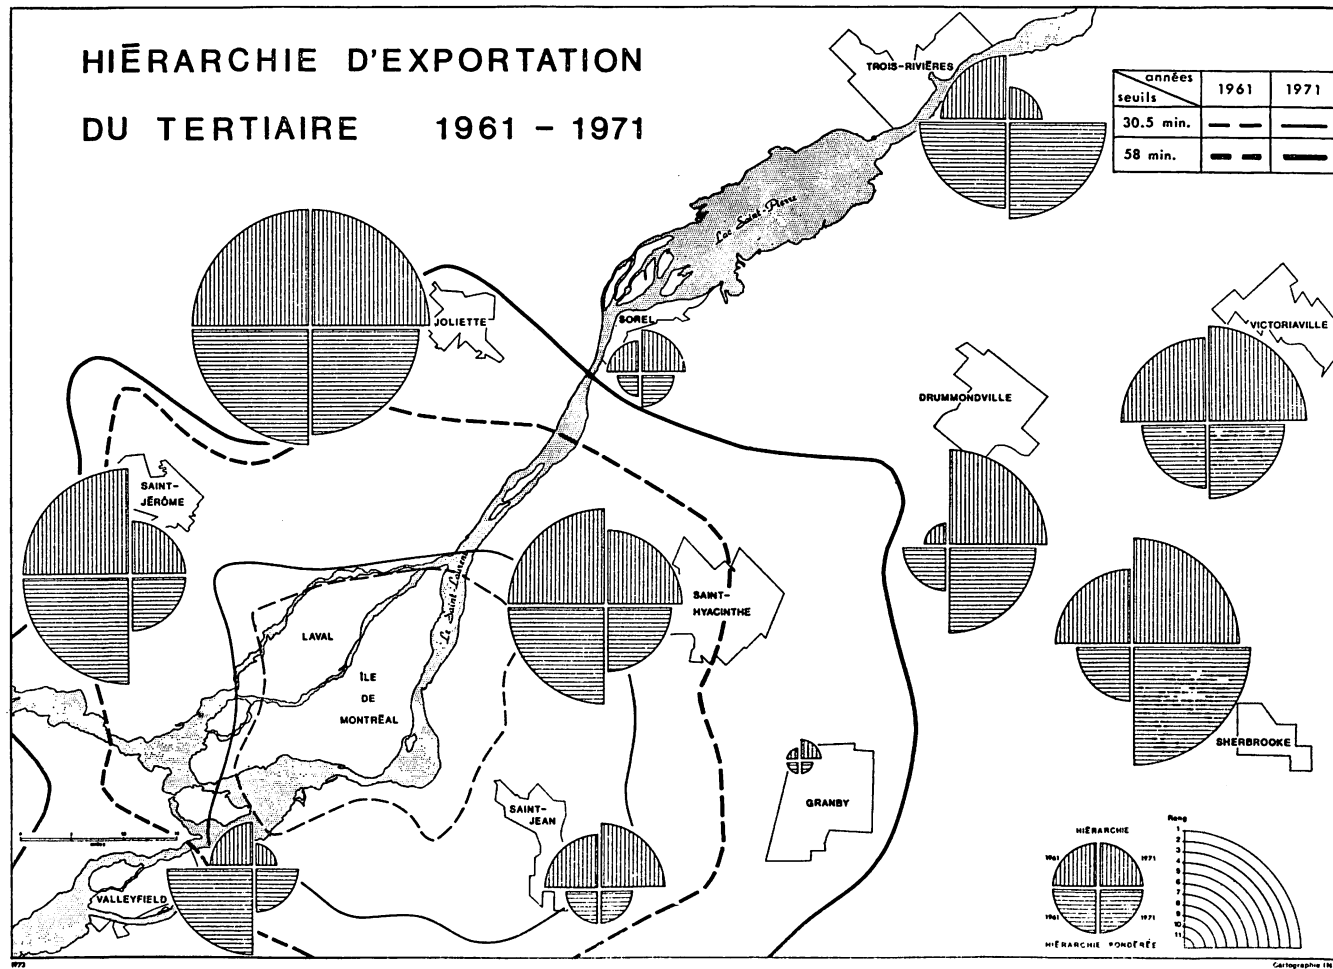 HIÉRARCHIE D'EXPORTATION
DU TERTIAIRE 1961 – 1971
années
seuils
1961
1971
30.5 min.
58 min.
TROIS-RIVIÈRES
Lac Saint-Pierre
JOLIETTE
SOREL
VICTORIAVILLE
DRUMMONDVILLE
SAINT-
JÉRÔME
Le Saint-Laurent
SAINT-
HYACINTHE
LAVAL
ÎLE
DE
MONTRÉAL
SHERBROOKE
GRANBY
SAINT-
JEAN
VALLEYFIELD
HIÉRARCHIE
1961
1971
1961
1971
HIÉRARCHIE PONDÉRÉE
Rang
1
2
3
4
5
6
7
8
9
10
11
1973
Cartographie